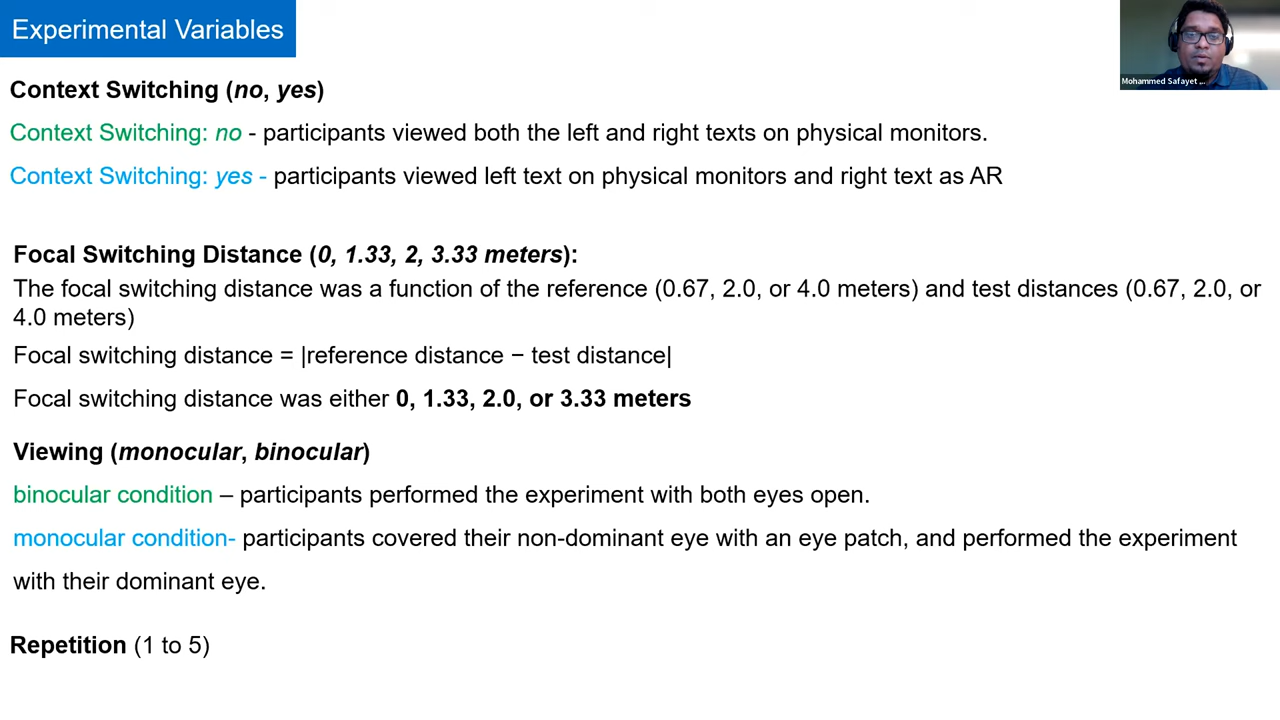 Experimental Variables
Mohammed Safayet ...
Context Switching (no, yes)
Context Switching: no - participants viewed both the left and right texts on physical monitors.
Context Switching: yes - participants viewed left text on physical monitors and right text as AR
Focal Switching Distance (0, 1.33, 2, 3.33 meters):
The focal switching distance was a function of the reference (0.67, 2.0, or 4.0 meters) and test distances (0.67, 2.0, or
4.0 meters)
Focal switching distance = |reference distance − test distance|
Focal switching distance was either 0, 1.33, 2.0, or 3.33 meters
Viewing (monocular, binocular)
binocular condition – participants performed the experiment with both eyes open.
monocular condition- participants covered their non-dominant eye with an eye patch, and performed the experiment
with their dominant eye.
Repetition (1 to 5)